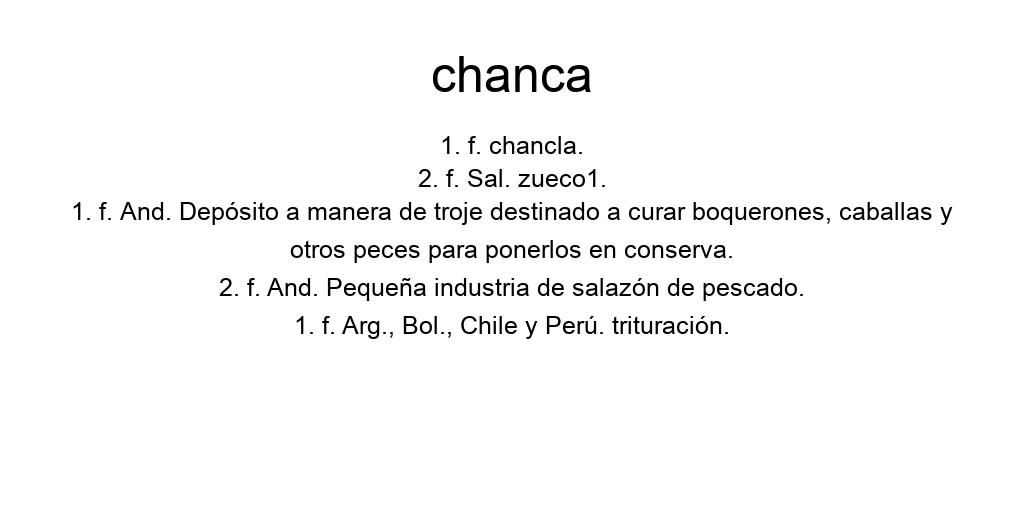 chanca
1. f. chancla.
2. f. Sal. zueco1.
1. f. And. Depósito a manera de troje destinado a curar boquerones, caballas y
otros peces para ponerlos en conserva.
2. f. And. Pequeña industria de salazón de pescado.
1. f. Arg., Bol., Chile y Perú. trituración.